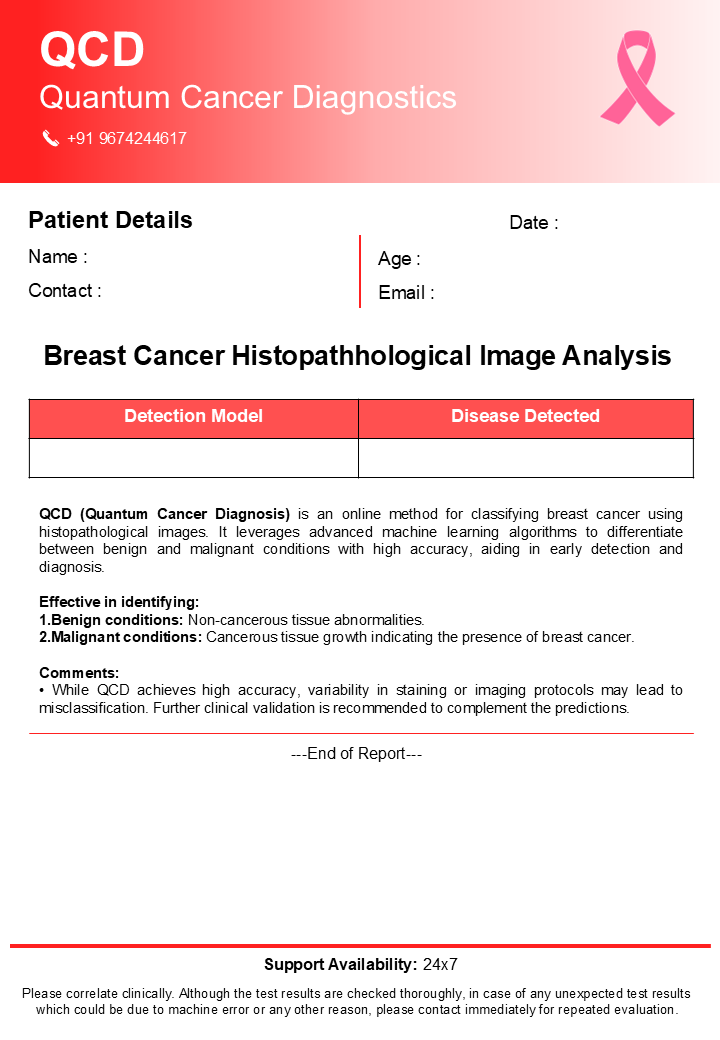 QCD
Quantum Cancer Diagnostics
+91 9674244617
Patient Details
Date :
Name :
Age :
Contact :
Email :
Breast Cancer Histopathhological Image Analysis
Detection Model
Disease Detected
QCD (Quantum Cancer Diagnosis) is an online method for classifying breast cancer using
histopathological images. It leverages advanced machine learning algorithms to differentiate
between benign and malignant conditions with high accuracy, aiding in early detection and
diagnosis.
Effective in identifying:
1.Benign conditions: Non-cancerous tissue abnormalities.
2.Malignant conditions: Cancerous tissue growth indicating the presence of breast cancer.
Comments:
• While QCD achieves high accuracy, variability in staining or imaging protocols may lead to
misclassification. Further clinical validation is recommended to complement the predictions.
---End of Report---
Support Availability: 24x7
Please correlate clinically. Although the test results are checked thoroughly, in case of any unexpected test results
which could be due to machine error or any other reason, please contact immediately for repeated evaluation.